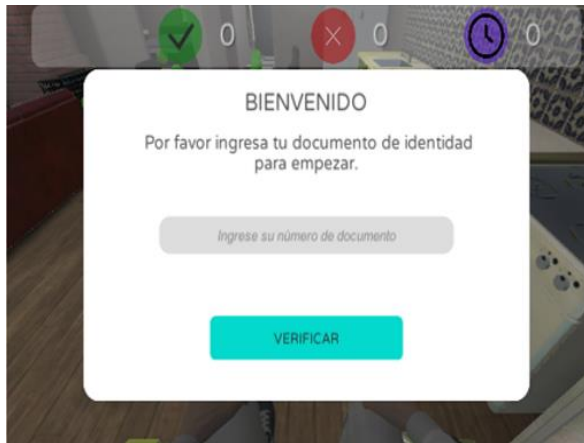 0 0 0
BIENVENIDO
Por favor ingresa tu documento de identidad
para empezar.
Ingrese su número de documento
VERIFICAR